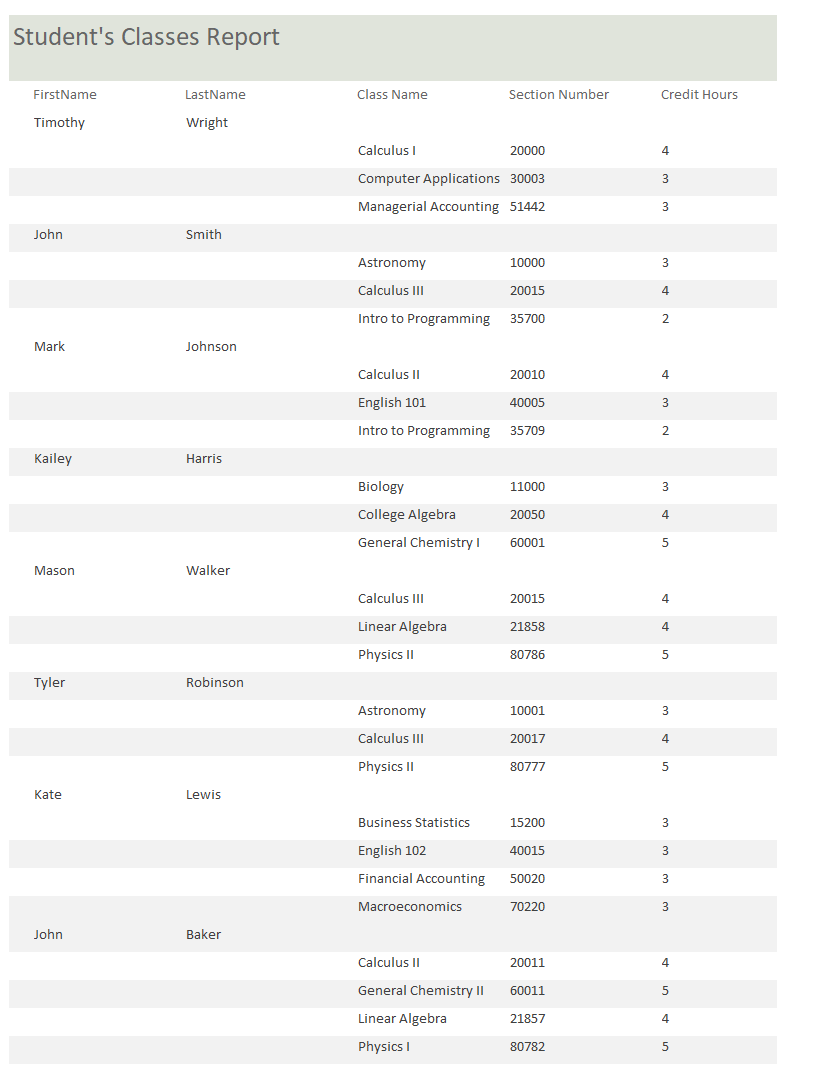 Student's Classes Report
FirstName LastName Class Name Section Number Credit Hours
Timothy Wright
Calculus I 20000 4
Computer Applications 30003 3
Managerial Accounting 51442 3
John Smith
Astronomy 10000 3
Calculus III 20015 4
Intro to Programming 35700 2
Mark Johnson
Calculus II 20010 4
English 101 40005 3
Intro to Programming 35709 2
Kailey Harris
Biology 11000 3
College Algebra 20050 4
General Chemistry I 60001 5
Mason Walker
Calculus III 20015 4
Linear Algebra 21858 4
Physics II 80786 5
Tyler Robinson
Astronomy 10001 3
Calculus III 20017 4
Physics II 80777 5
Kate Lewis
Business Statistics 15200 3
English 102 40015 3
Financial Accounting 50020 3
Macroeconomics 70220 3
John Baker
Calculus II 20011 4
General Chemistry II 60011 5
Linear Algebra 21857 4
Physics I 80782 5